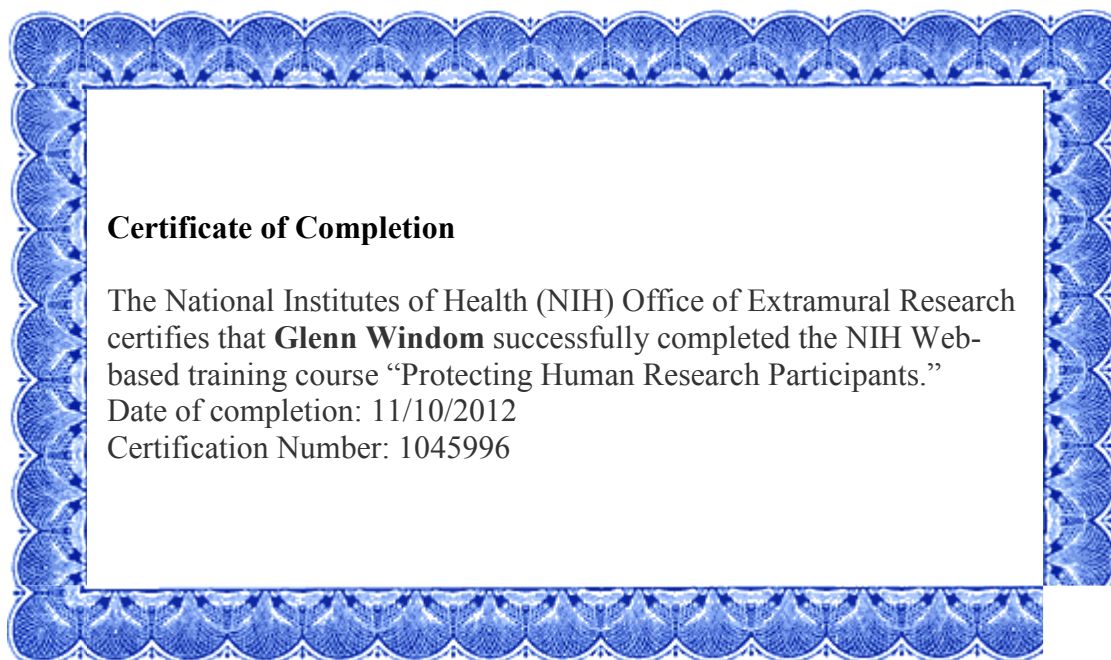 Certificate of Completion
The National Institutes of Health (NIH) Office of Extramural Research
certifies that Glenn Windom successfully completed the NIH Web-
based training course “Protecting Human Research Participants.”
Date of completion: 11/10/2012
Certification Number: 1045996